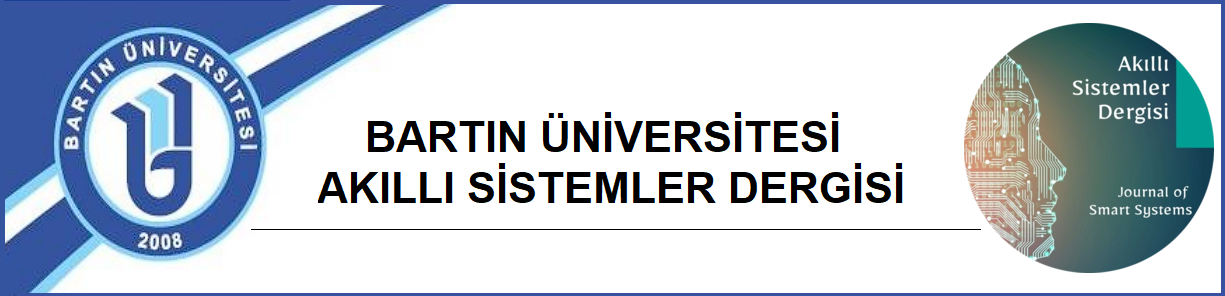 BARTIN ÜNİVERSİTESİ
2008
BARTIN ÜNİVERSİTESİ
AKILLI SİSTEMLER DERGİSİ
Akıllı
Sistemler
Dergisi
Journal of
Smart Systems